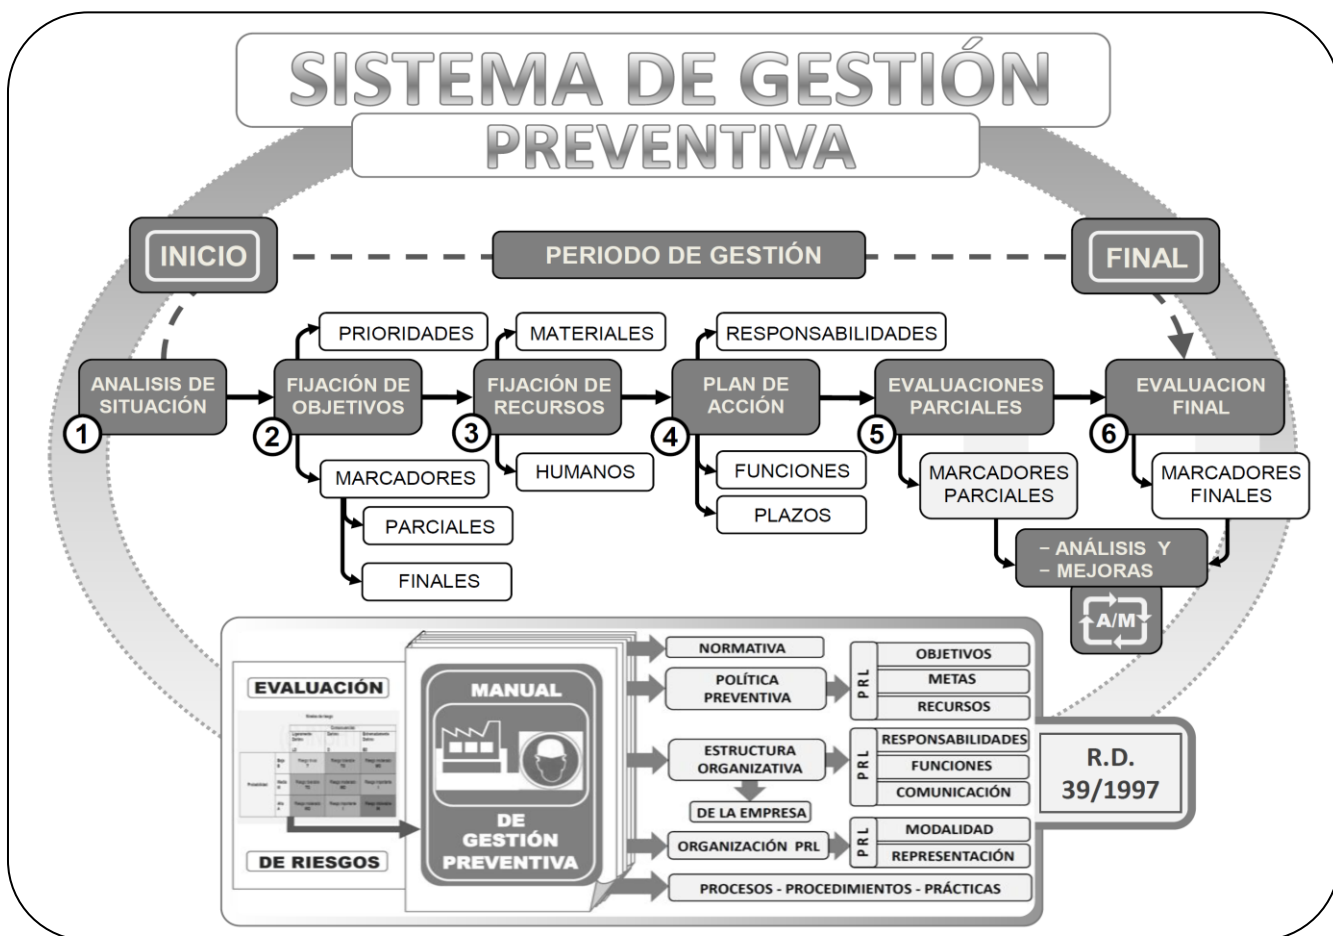 SISTEMA DE GESTIÓN
PREVENTIVA
INICIO
PERIODO DE GESTIÓN
FINAL
PRIORIDADES
MATERIALES
RESPONSABILIDADES
ANALISIS DE
SITUACIÓN
1
FIJACIÓN DE
OBJETIVOS
2
FIJACIÓN DE
RECURSOS
3
PLAN DE
ACCIÓN
4
EVALUACIONES
PARCIALES
5
EVALUACION
FINAL
6
MARCADORES
PARCIALES
FINALES
HUMANOS
FUNCIONES
PLAZOS
MARCADORES
PARCIALES
MARCADORES
FINALES
– ANÁLISIS Y
– MEJORAS
A/M
EVALUACIÓN
DE RIESGOS
MANUAL
DE
GESTIÓN
PREVENTIVA
NORMATIVA
POLÍTICA
PREVENTIVA
PRL
OBJETIVOS
METAS
RECURSOS
ESTRUCTURA
ORGANIZATIVA
DE LA EMPRESA
PRL
RESPONSABILIDADES
FUNCIONES
COMUNICACIÓN
ORGANIZACIÓN PRL
PRL
MODALIDAD
REPRESENTACIÓN
PROCESOS - PROCEDIMIENTOS - PRÁCTICAS
R.D.
39/1997